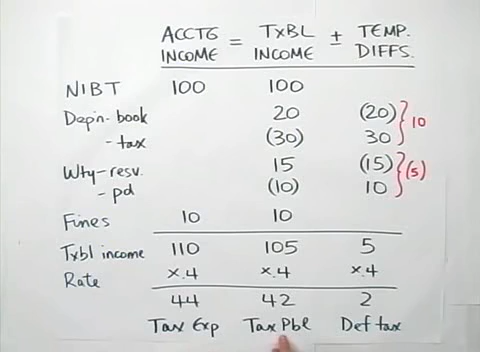 ACCTG INCOME = TXBL INCOME ± TEMP. DIFFS.
NIBT 100 100
Depn - book 20 (20)
- tax (30) 30 } 10
Wty - resv. 15 (15)
- pd (10) 10 } (5)
Fines 10 10
Txbl income 110 105 5
Rate x.4 x.4 x.4
44 42 2
Tax Exp Tax Pbl Def tax